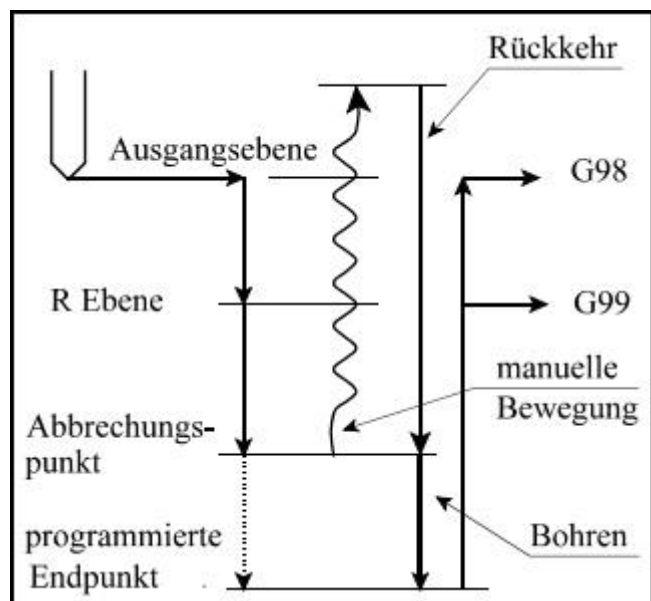 Rückkehr
Ausgangsebene
G98
R Ebene
G99
manuelle
Bewegung
Abbrechungs-
punkt
Bohren
programmierte
Endpunkt